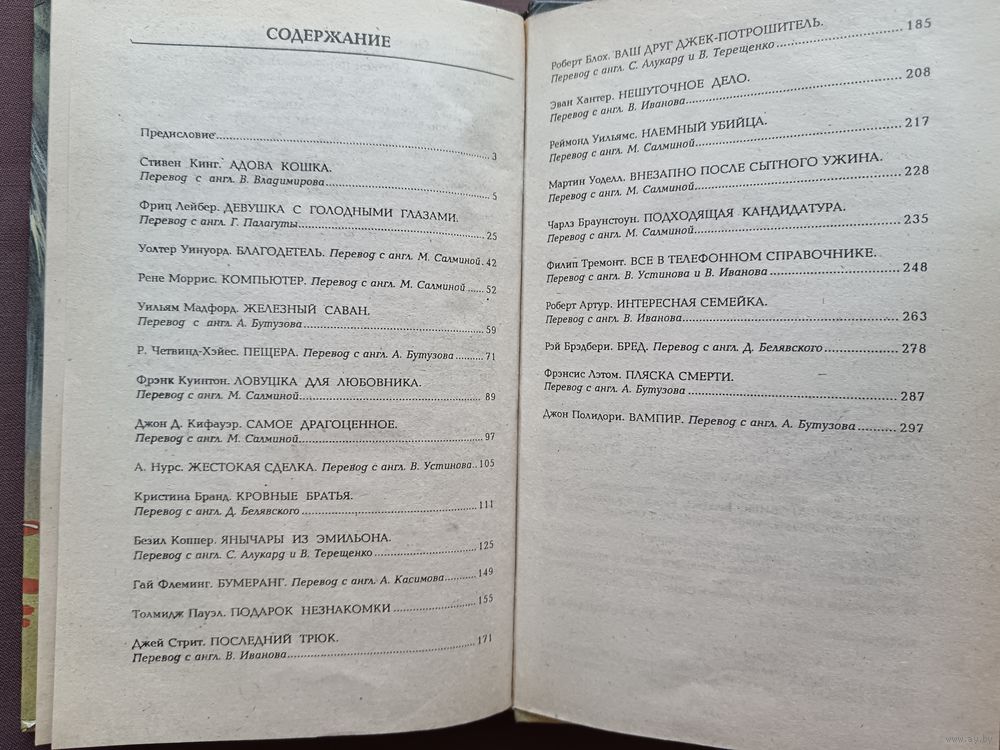 СОДЕРЖАНИЕ
Предисловие 3
Стивен Кинг. АДОВА КОШКА.
Перевод с англ. В. Владимирова 5
Фриц Лейбер. ДЕВУШКА С ГОЛОДНЫМИ ГЛАЗАМИ.
Перевод с англ. Г. Палагуты 25
Уолтер Уинуорд. БЛАГОДЕТЕЛЬ. Перевод с англ. М. Салминой 42
Рене Моррис. КОМПЬЮТЕР. Перевод с англ. М. Салминой 52
Уильям Мадфорд. ЖЕЛЕЗНЫЙ САВАН.
Перевод с англ. А. Бутузова 59
Р. Четвинд-Хэйес. ПЕЩЕРА. Перевод с англ. А. Бутузова 71
Фрэнк Куинтон. ЛОВУШКА ДЛЯ ЛЮБОВНИКА.
Перевод с англ. М. Салминой 89
Джон Д. Кифауэр. САМОЕ ДРАГОЦЕННОЕ.
Перевод с англ. М. Салминой 97
А. Нурс. ЖЕСТОКАЯ СДЕЛКА. Перевод с англ. В. Устинова 105
Кристина Бранд. КРОВНЫЕ БРАТЬЯ.
Перевод с англ. Д. Белявского 111
Безил Коппер. ЯНЫЧАРЫ ИЗ ЭМИЛЬОНА.
Перевод с англ. С. Алукард и В. Терещенко 125
Гай Флеминг. БУМЕРАНГ. Перевод с англ. А. Касимова 149
Толмидж Пауэл. ПОДАРОК НЕЗНАКОМКИ 155
Джей Стрит. ПОСЛЕДНИЙ ТРЮК.
Перевод с англ. В. Иванова 171
Роберт Блох. ВАШ ДРУГ ДЖЕК-ПОТРОШИТЕЛЬ.
Перевод с англ. С. Алукард и В. Терещенко 185
Эван Хантер. НЕШУТОЧНОЕ ДЕЛО.
Перевод с англ. В. Иванова 208
Реймонд Уильямс. НАЕМНЫЙ УБИЙЦА.
Перевод с англ. М. Салминой 217
Мартин Уоделл. ВНЕЗАПНО ПОСЛЕ СЫТНОГО УЖИНА.
Перевод с англ. М. Салминой 228
Чарлз Браунстоун. ПОДХОДЯЩАЯ КАНДИДАТУРА.
Перевод с англ. М. Салминой 235
Филип Тремонт. ВСЕ В ТЕЛЕФОННОМ СПРАВОЧНИКЕ.
Перевод с англ. В. Устинова и В. Иванова 248
Роберт Артур. ИНТЕРЕСНАЯ СЕМЕЙКА.
Перевод с англ. В. Иванова 263
Рэй Брэдбери. БРЕД. Перевод с англ. Д. Белявского 278
Фрэнсис Лэтом. ПЛЯСКА СМЕРТИ.
Перевод с англ. А. Бутузова 287
Джон Полидори. ВАМПИР. Перевод с англ. А. Бутузова 297
www.ay.by